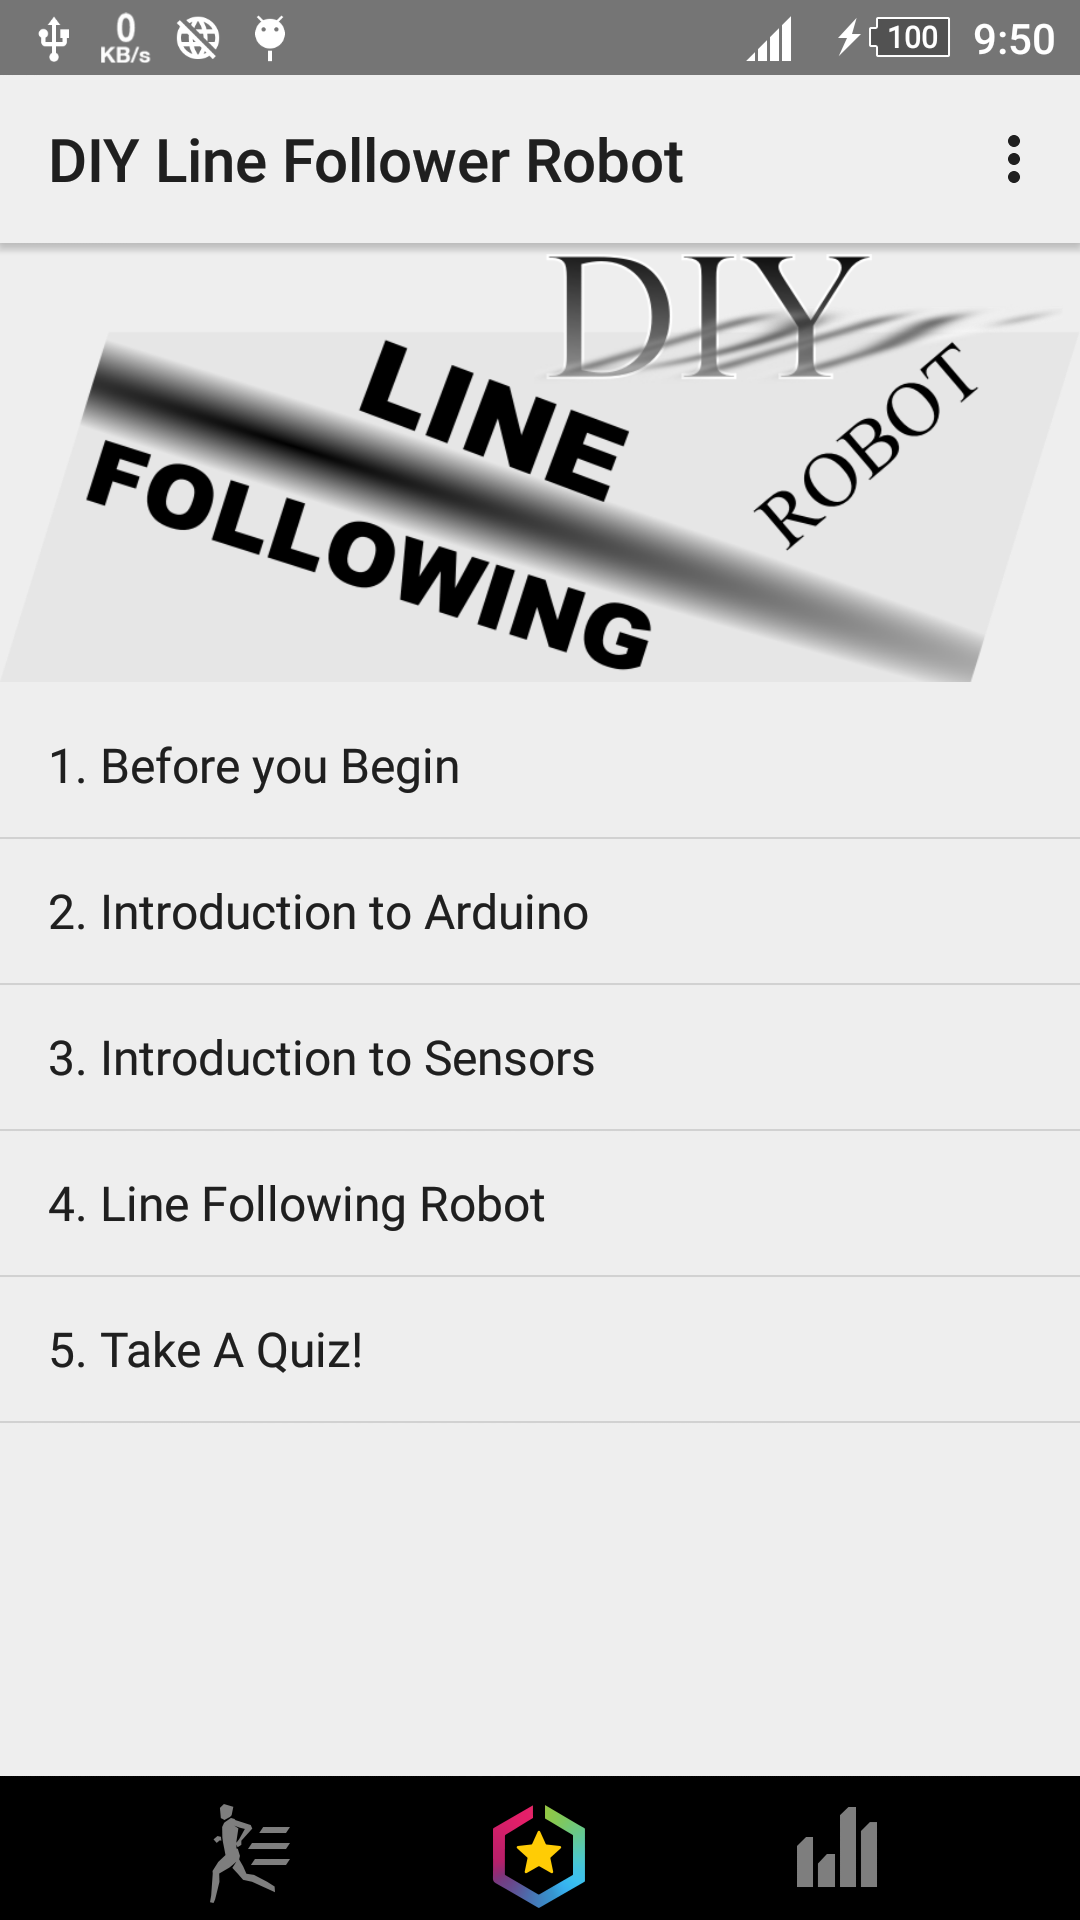 0
KB/s
100
9:50
DIY Line Follower Robot
DIY
LINE
ROBOT
FOLLOWING
1. Before you Begin
2. Introduction to Arduino
3. Introduction to Sensors
4. Line Following Robot
5. Take A Quiz!